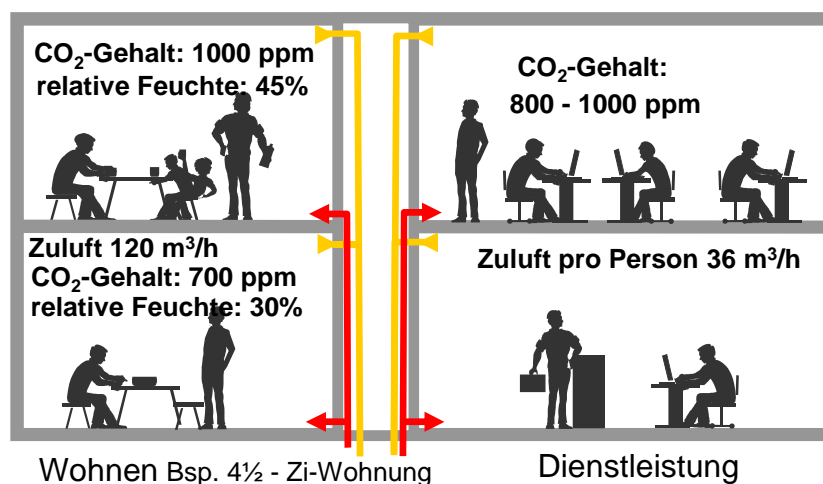 CO₂-Gehalt: 1000 ppm
relative Feuchte: 45%
CO₂-Gehalt:
800 - 1000 ppm
Zuluft 120 m³/h
CO₂-Gehalt: 700 ppm
relative Feuchte: 30%
Zuluft pro Person 36 m³/h
Wohnen Bsp. 4½ - Zi-Wohnung
Dienstleistung